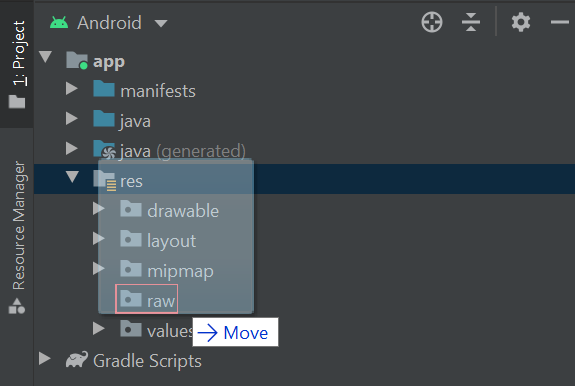 Android
1: Project
app
manifests
java
java (generated)
res
drawable
layout
mipmap
raw
values
Move
Gradle Scripts
Resource Manager